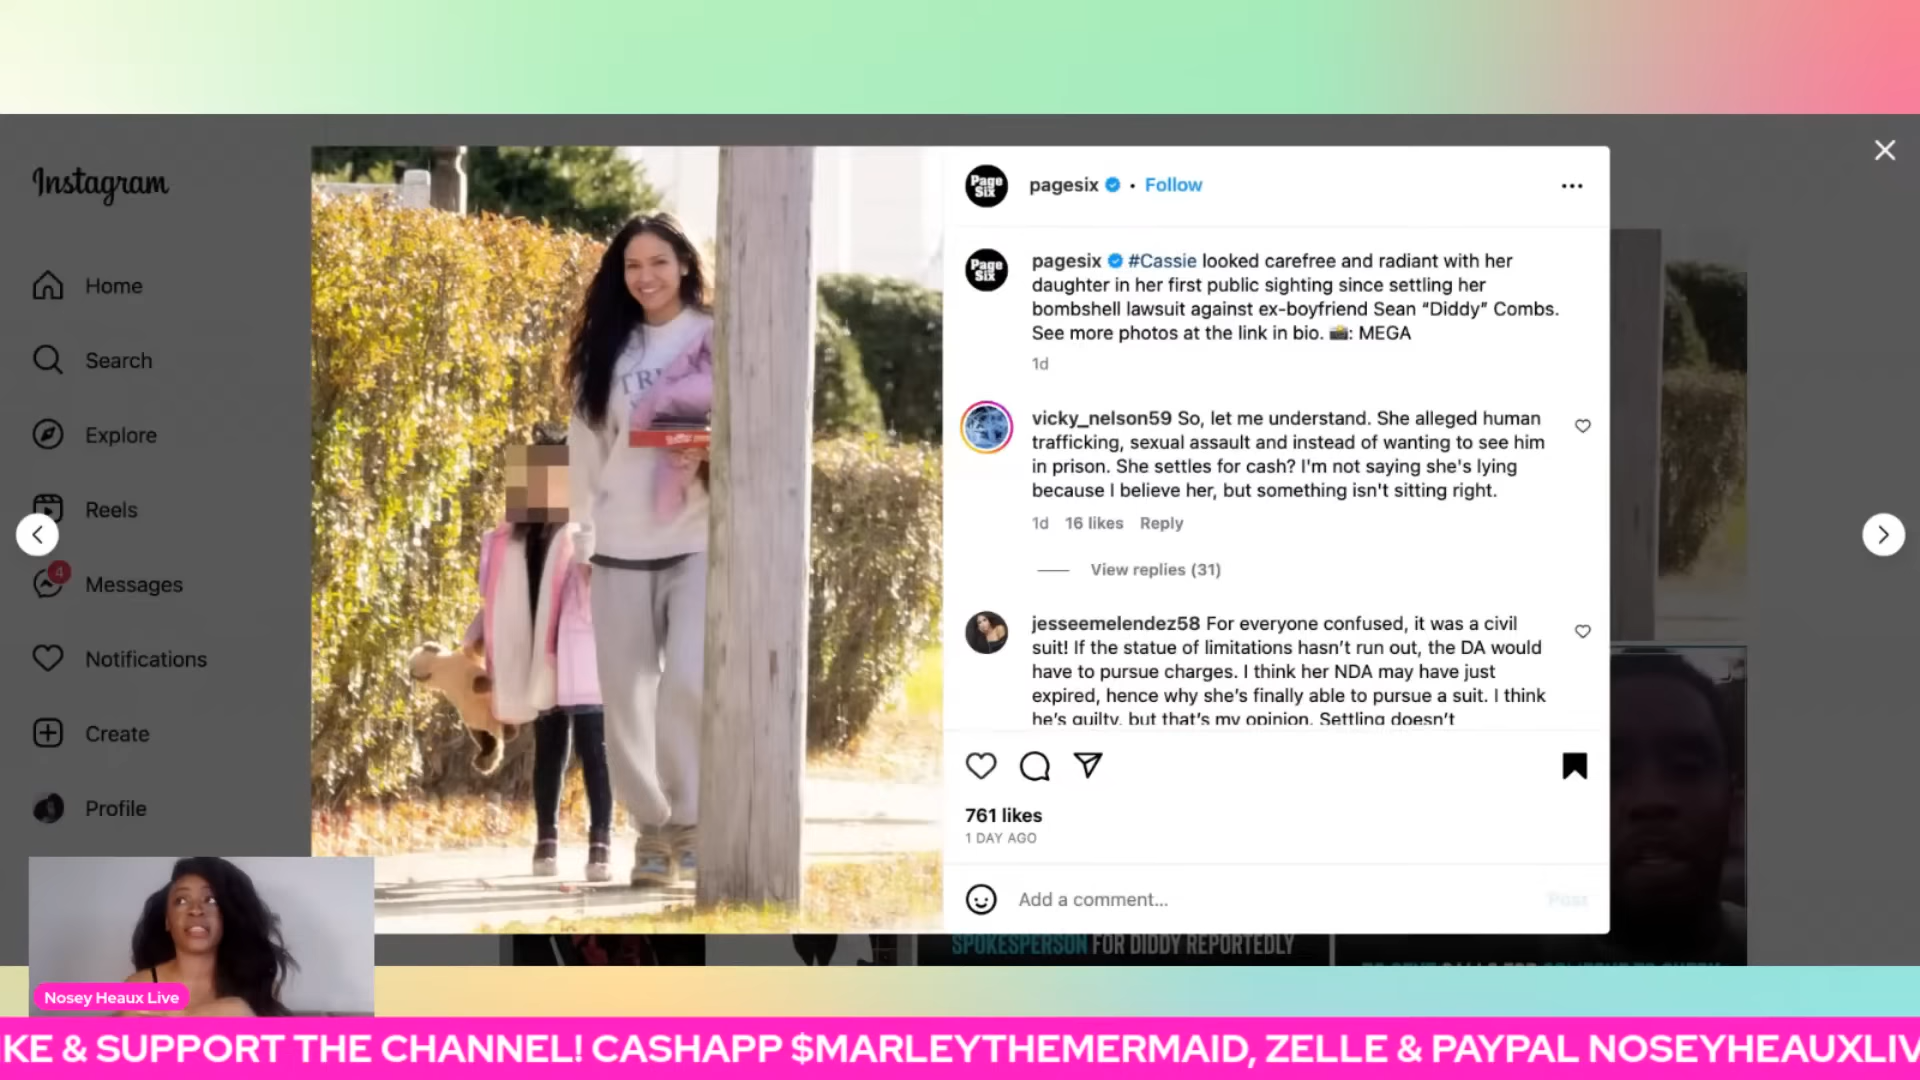 Instagram
Home
Search
Explore
Reels
4
Messages
Notifications
Create
Profile
Page
Six
pagesix • Follow
Page
Six
pagesix #Cassie looked carefree and radiant with her
daughter in her first public sighting since settling her
bombshell lawsuit against ex-boyfriend Sean “Diddy” Combs.
See more photos at the link in bio. 📸: MEGA
1d
vicky_nelson59 So, let me understand. She alleged human
trafficking, sexual assault and instead of wanting to see him
in prison. She settles for cash? I'm not saying she's lying
because I believe her, but something isn't sitting right.
1d 16 likes Reply
View replies (31)
jesseemelendez58 For everyone confused, it was a civil
suit! If the statue of limitations hasn’t run out, the DA would
have to pursue charges. I think her NDA may have just
expired, hence why she’s finally able to pursue a suit. I think
he’s guilty, but that’s my opinion. Settling doesn’t
761 likes
1 DAY AGO
Add a comment...
Post
SPOKESPERSON FOR DIDDY REPORTEDLY
Nosey Heaux Live
KE & SUPPORT THE CHANNEL! CASHAPP $MARLEYTHEMERMAID, ZELLE & PAYPAL NOSEYHEAUXLIV